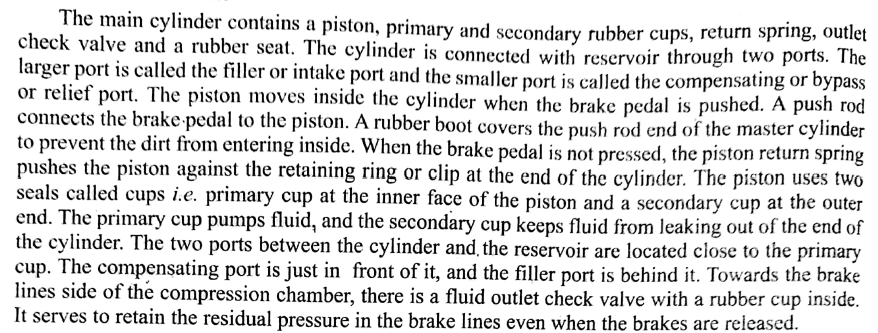 The main cylinder contains a piston, primary and secondary rubber cups, return spring, outlet
check valve and a rubber seat. The cylinder is connected with reservoir through two ports. The
larger port is called the filler or intake port and the smaller port is called the compensating or bypass
or relief port. The piston moves inside the cylinder when the brake pedal is pushed. A push rod
connects the brake pedal to the piston. A rubber boot covers the push rod end of the master cylinder
to prevent the dirt from entering inside. When the brake pedal is not pressed, the piston return spring
pushes the piston against the retaining ring or clip at the end of the cylinder. The piston uses two
seals called cups i.e. primary cup at the inner face of the piston and a secondary cup at the outer
end. The primary cup pumps fluid, and the secondary cup keeps fluid from leaking out of the end of
the cylinder. The two ports between the cylinder and the reservoir are located close to the primary
cup. The compensating port is just in front of it, and the filler port is behind it. Towards the brake
lines side of the compression chamber, there is a fluid outlet check valve with a rubber cup inside.
It serves to retain the residual pressure in the brake lines even when the brakes are released.